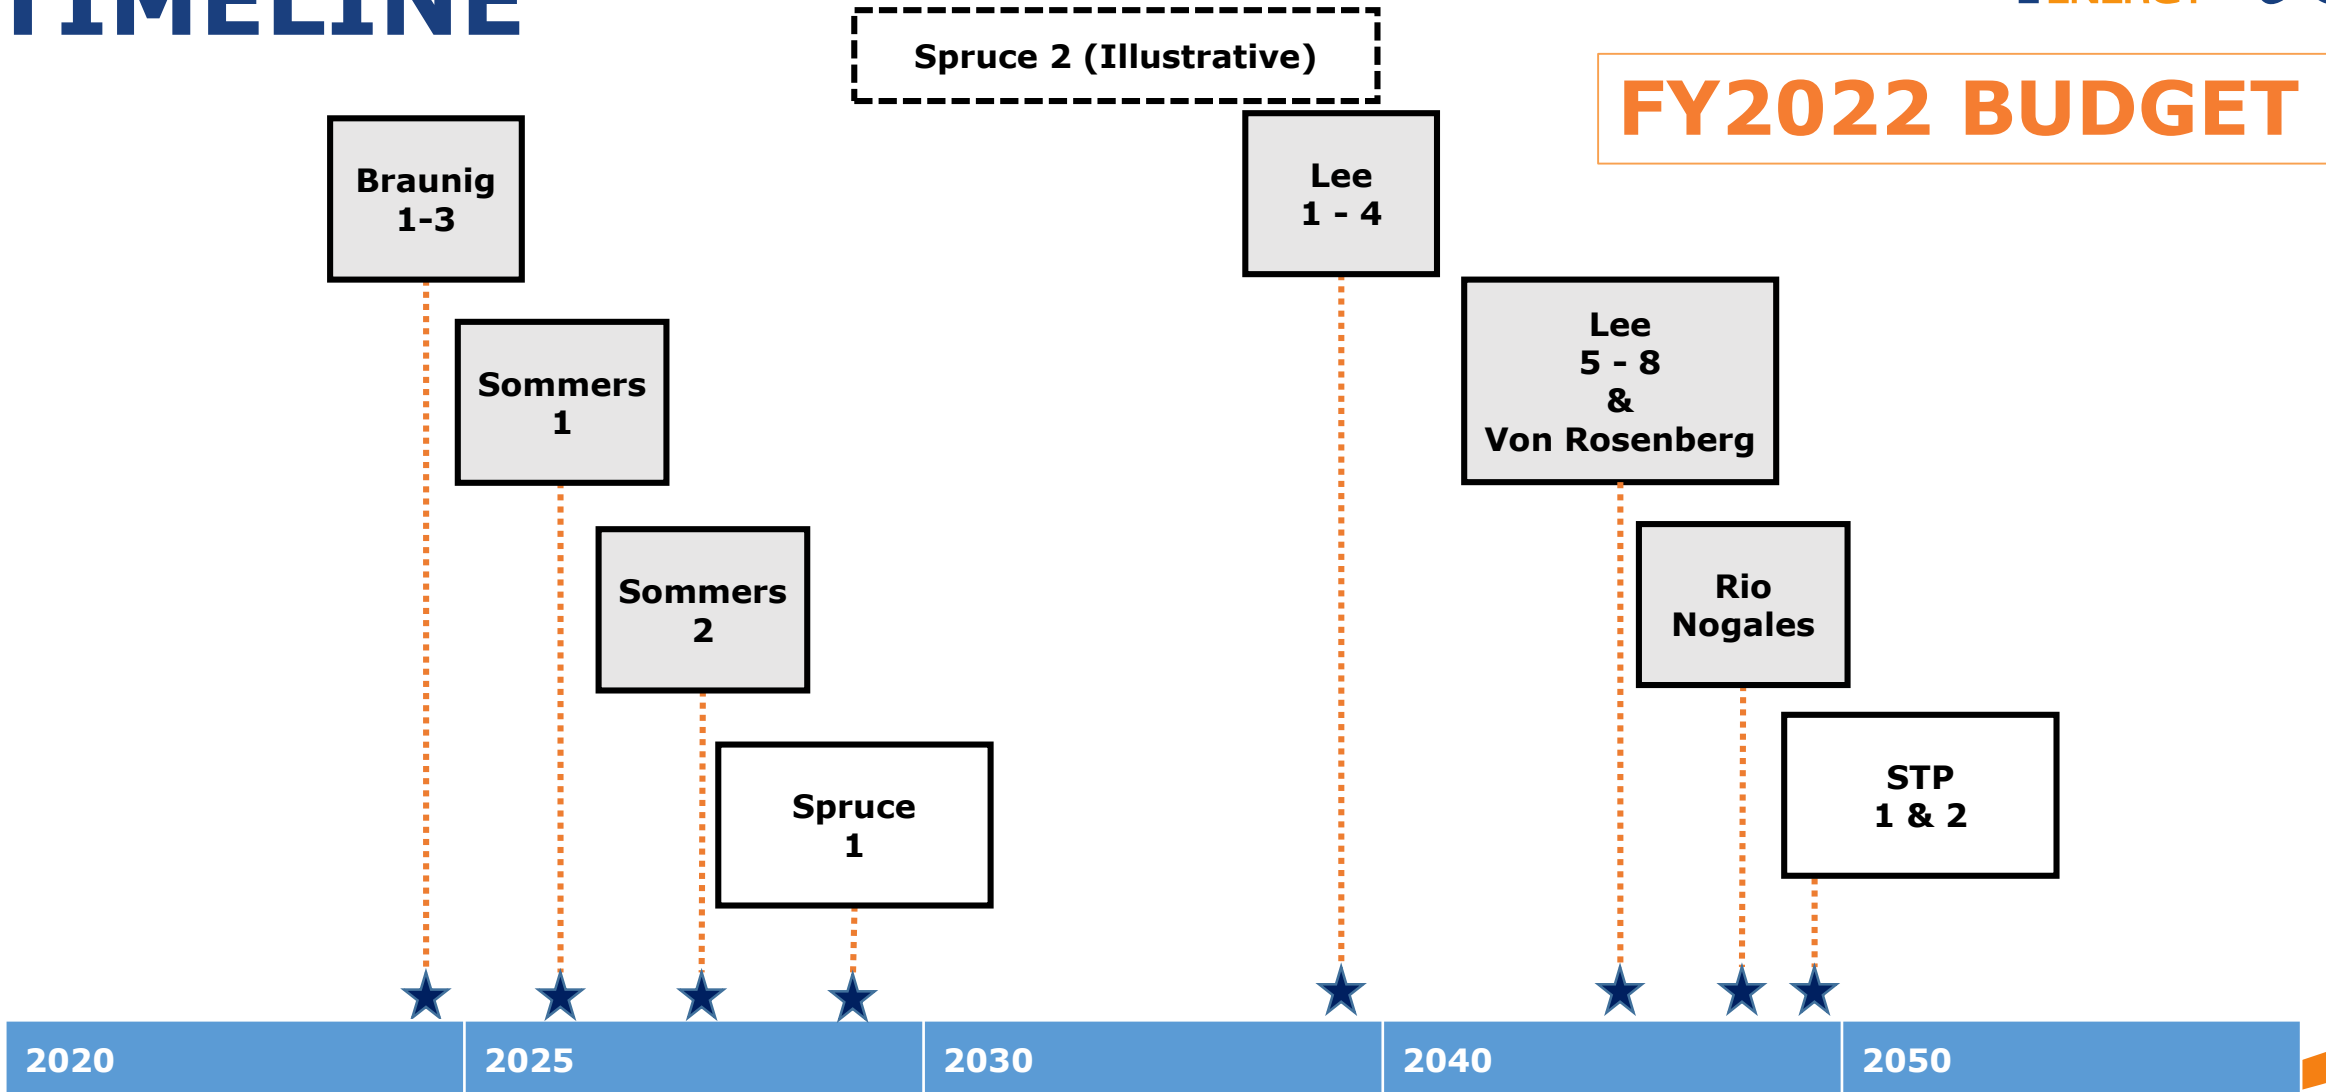 TIMELINE
ENERGY
Spruce 2 (Illustrative)
FY2022 BUDGET
Braunig
1-3
Lee
1 - 4
Sommers
1
Lee
5 - 8
&
Von Rosenberg
Sommers
2
Rio
Nogales
Spruce
1
STP
1 & 2
2020
2025
2030
2040
2050